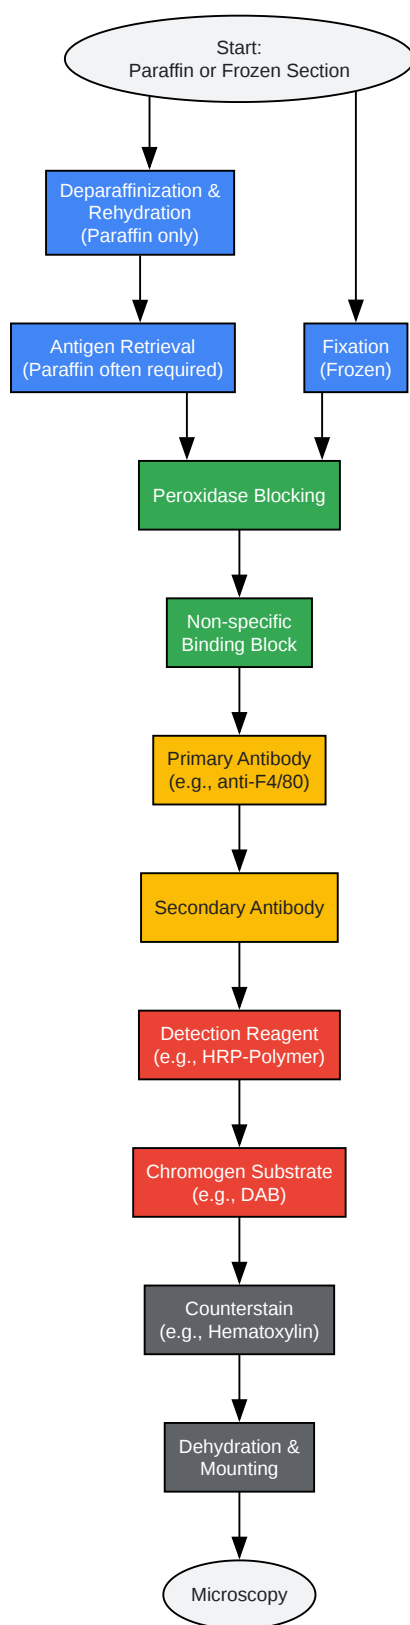 Start:
Paraffin or Frozen Section
Deparaffinization &
Rehydration
(Paraffin only)
Antigen Retrieval
(Paraffin often required)
Fixation
(Frozen)
Peroxidase Blocking
Non-specific
Binding Block
Primary Antibody
(e.g., anti-F4/80)
Secondary Antibody
Detection Reagent
(e.g., HRP-Polymer)
Chromogen Substrate
(e.g., DAB)
Counterstain
(e.g., Hematoxylin)
Dehydration &
Mounting
Microscopy